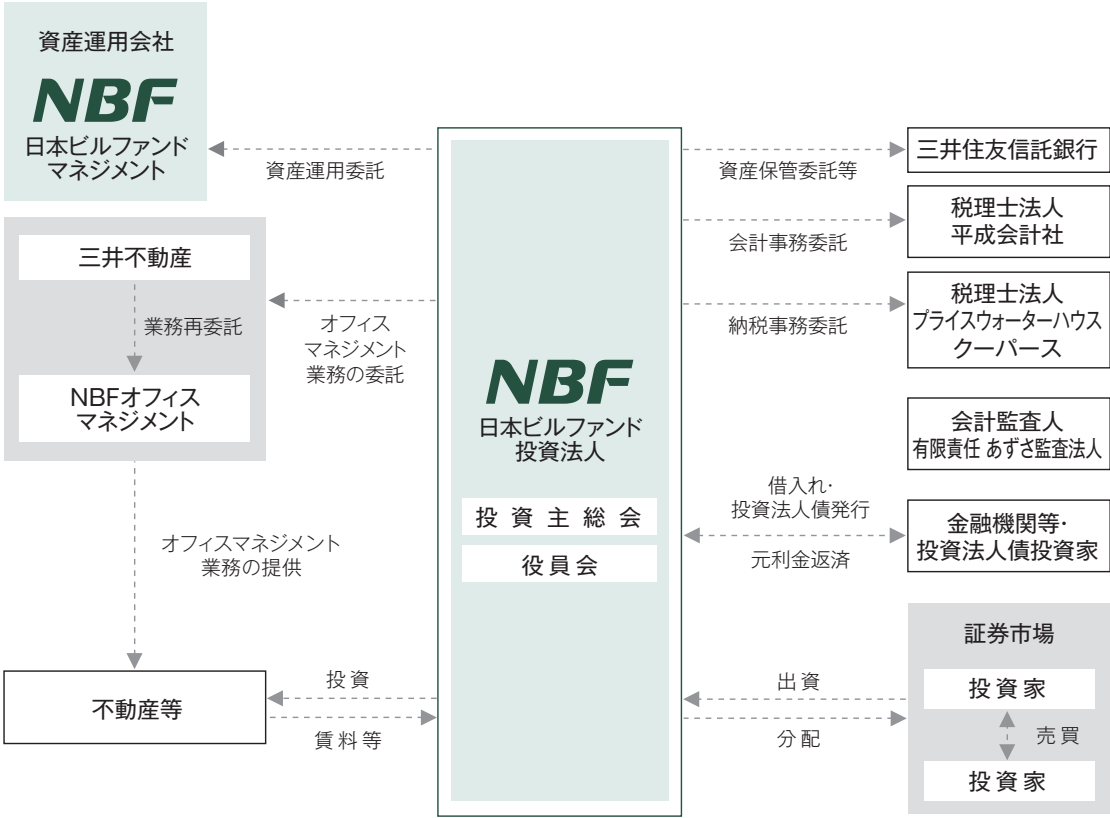 資産運用会社
NBF
日本ビルファンド
マネジメント
資産運用委託
三井不動産
業務再委託
NBFオフィス
マネジメント
オフィス
マネジメント
業務の委託
オフィスマネジメント
業務の提供
不動産等
投資
賃料等
NBF
日本ビルファンド
投資法人
投資主総会
役員会
資産保管委託等
三井住友信託銀行
会計事務委託
税理士法人
平成会計社
納税事務委託
税理士法人
プライスウォーターハウス
クーパース
会計監査人
有限責任 あずさ監査法人
借入れ・
投資法人債発行
元利金返済
金融機関等・
投資法人債投資家
出資
分配
証券市場
投資家
売買
投資家